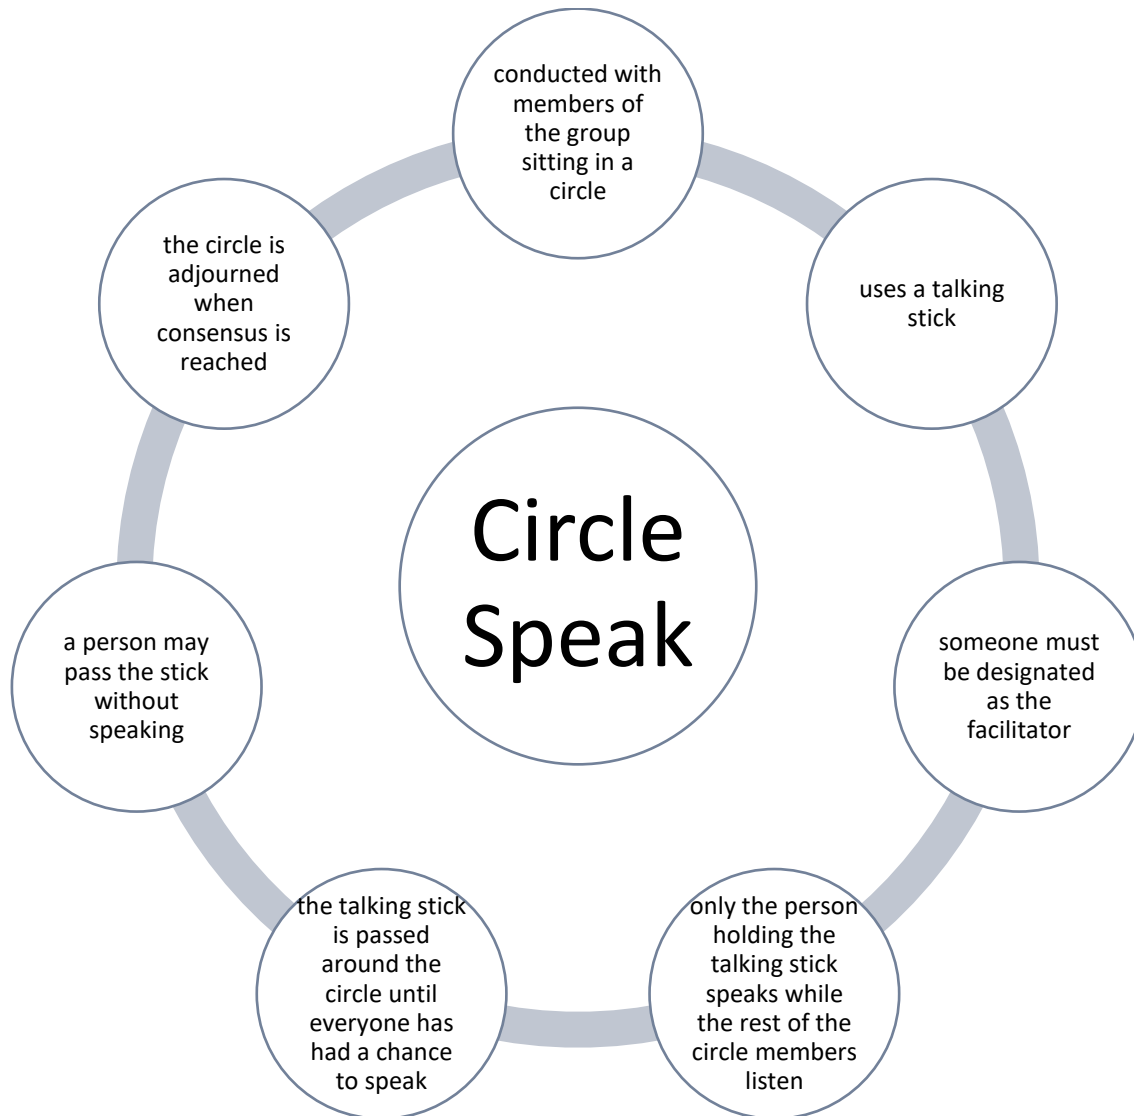 conducted with
members of
the group
sitting in a
circle
uses a talking
stick
someone must
be designated
as the
facilitator
only the person
holding the
talking stick
speaks while
the rest of the
circle members
listen
the talking stick
is passed
around the
circle until
everyone has
had a chance
to speak
a person may
pass the stick
without
speaking
the circle is
adjourned
when
consensus is
reached
Circle
Speak